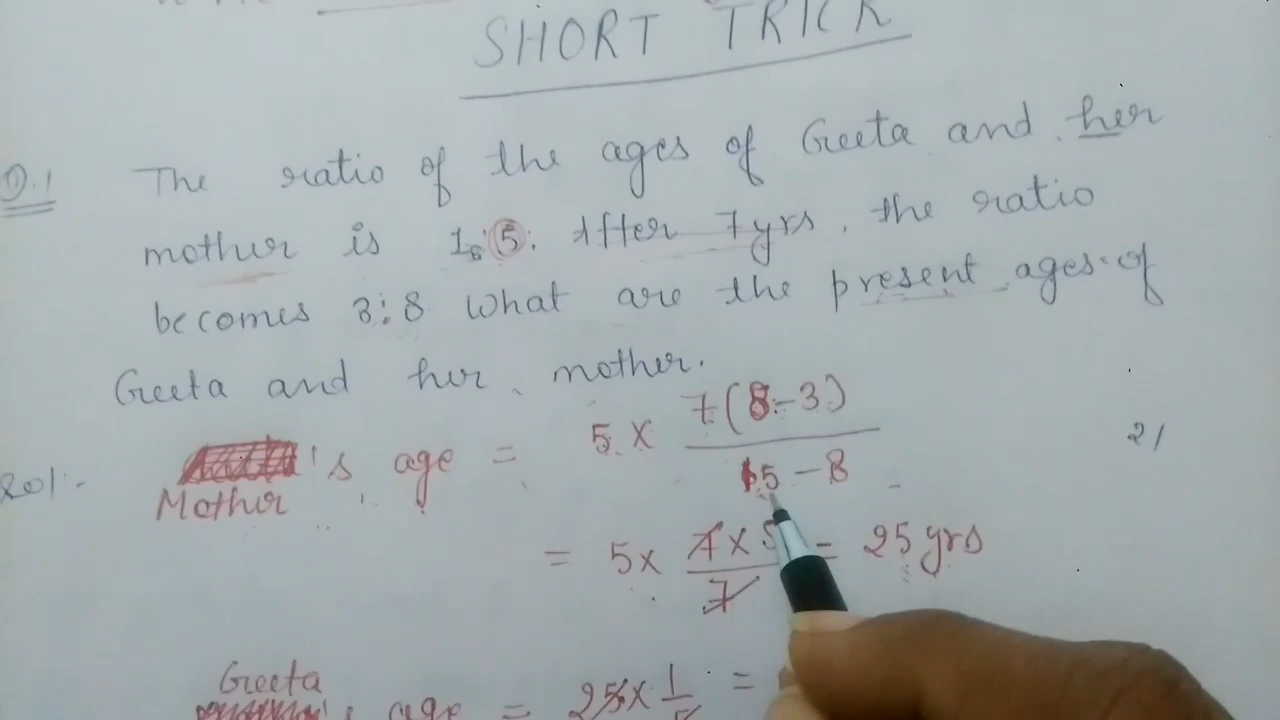 SHORT TRICK
Q.1 The ratio of the ages of Geeta and her
mother is 1:5. After 7yrs, the ratio
becomes 3:8 what are the present ages of
Geeta and her mother.
Sol:- 's age = 5 x 7(8-3)
Mother 15-8
21
= 5x 7x5 = 25 yrs
7
Greeta
's age = 25x 1 =
5